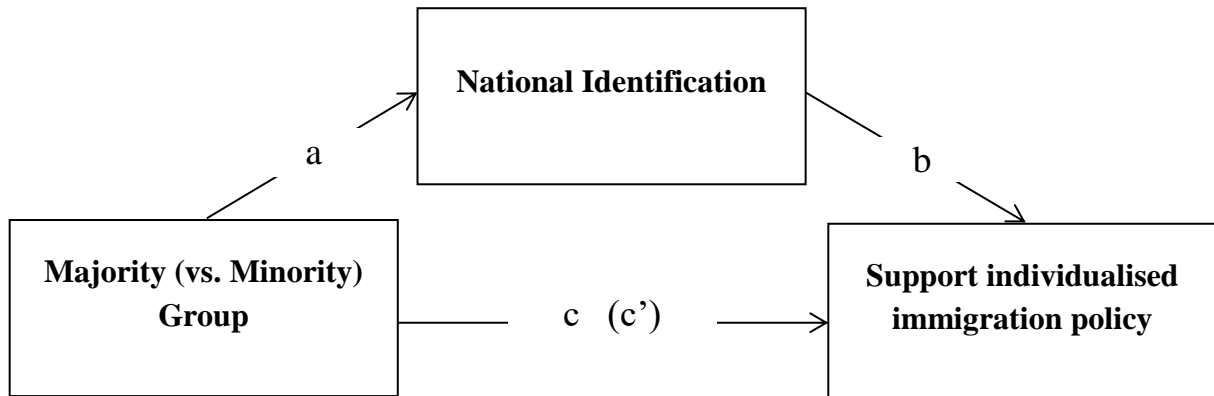 National Identification
a
b
Majority (vs. Minority)
Group
c (c’)
Support individualised
immigration policy